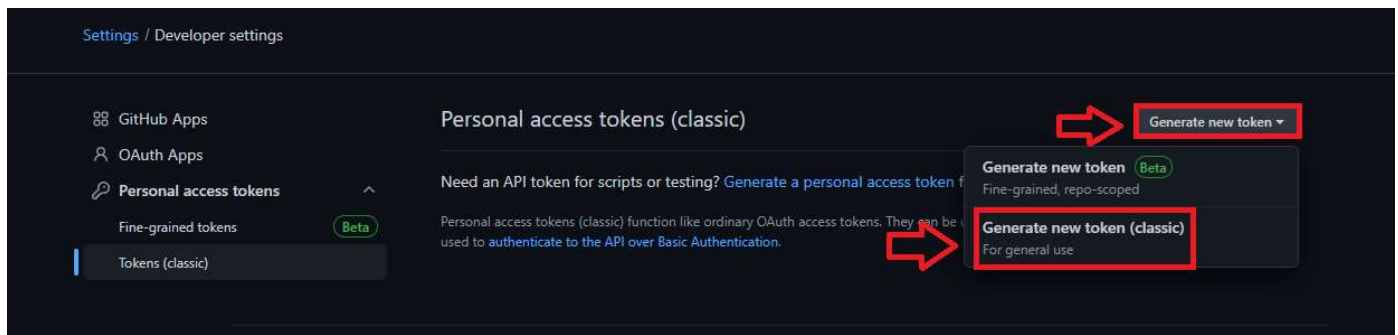 Settings / Developer settings
GitHub Apps
OAuth Apps
Personal access tokens
Fine-grained tokens Beta
Tokens (classic)
Personal access tokens (classic)
Generate new token
Need an API token for scripts or testing? Generate a personal access token
Personal access tokens (classic) function like ordinary OAuth access tokens. They can be
used to authenticate to the API over Basic Authentication.
Generate new token Beta
Fine-grained, repo-scoped
Generate new token (classic)
For general use